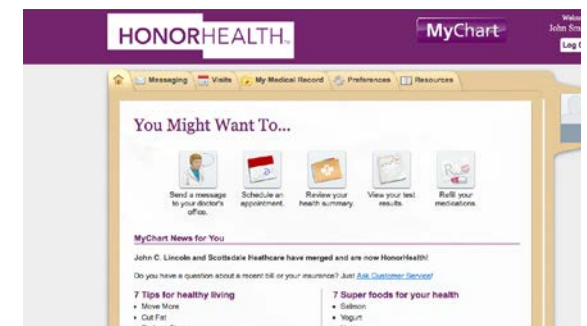 HONORHEALTH
MyChart
Welco
John Sm
Log O
Messaging Visits My Medical Record Preferences Resources
You Might Want To...
Send a message to your doctor's office.
Schedule an appointment.
Review your health summary.
View your test results.
Refill your medications.
MyChart News for You
John C. Lincoln and Scottsdale Healthcare have merged and are now HonorHealth!
Do you have a question about a recent bill or your insurance? Just Ask Customer Service!
7 Tips for healthy living
• Move More
• Cut Fat
7 Super foods for your health
• Salmon
• Yogurt